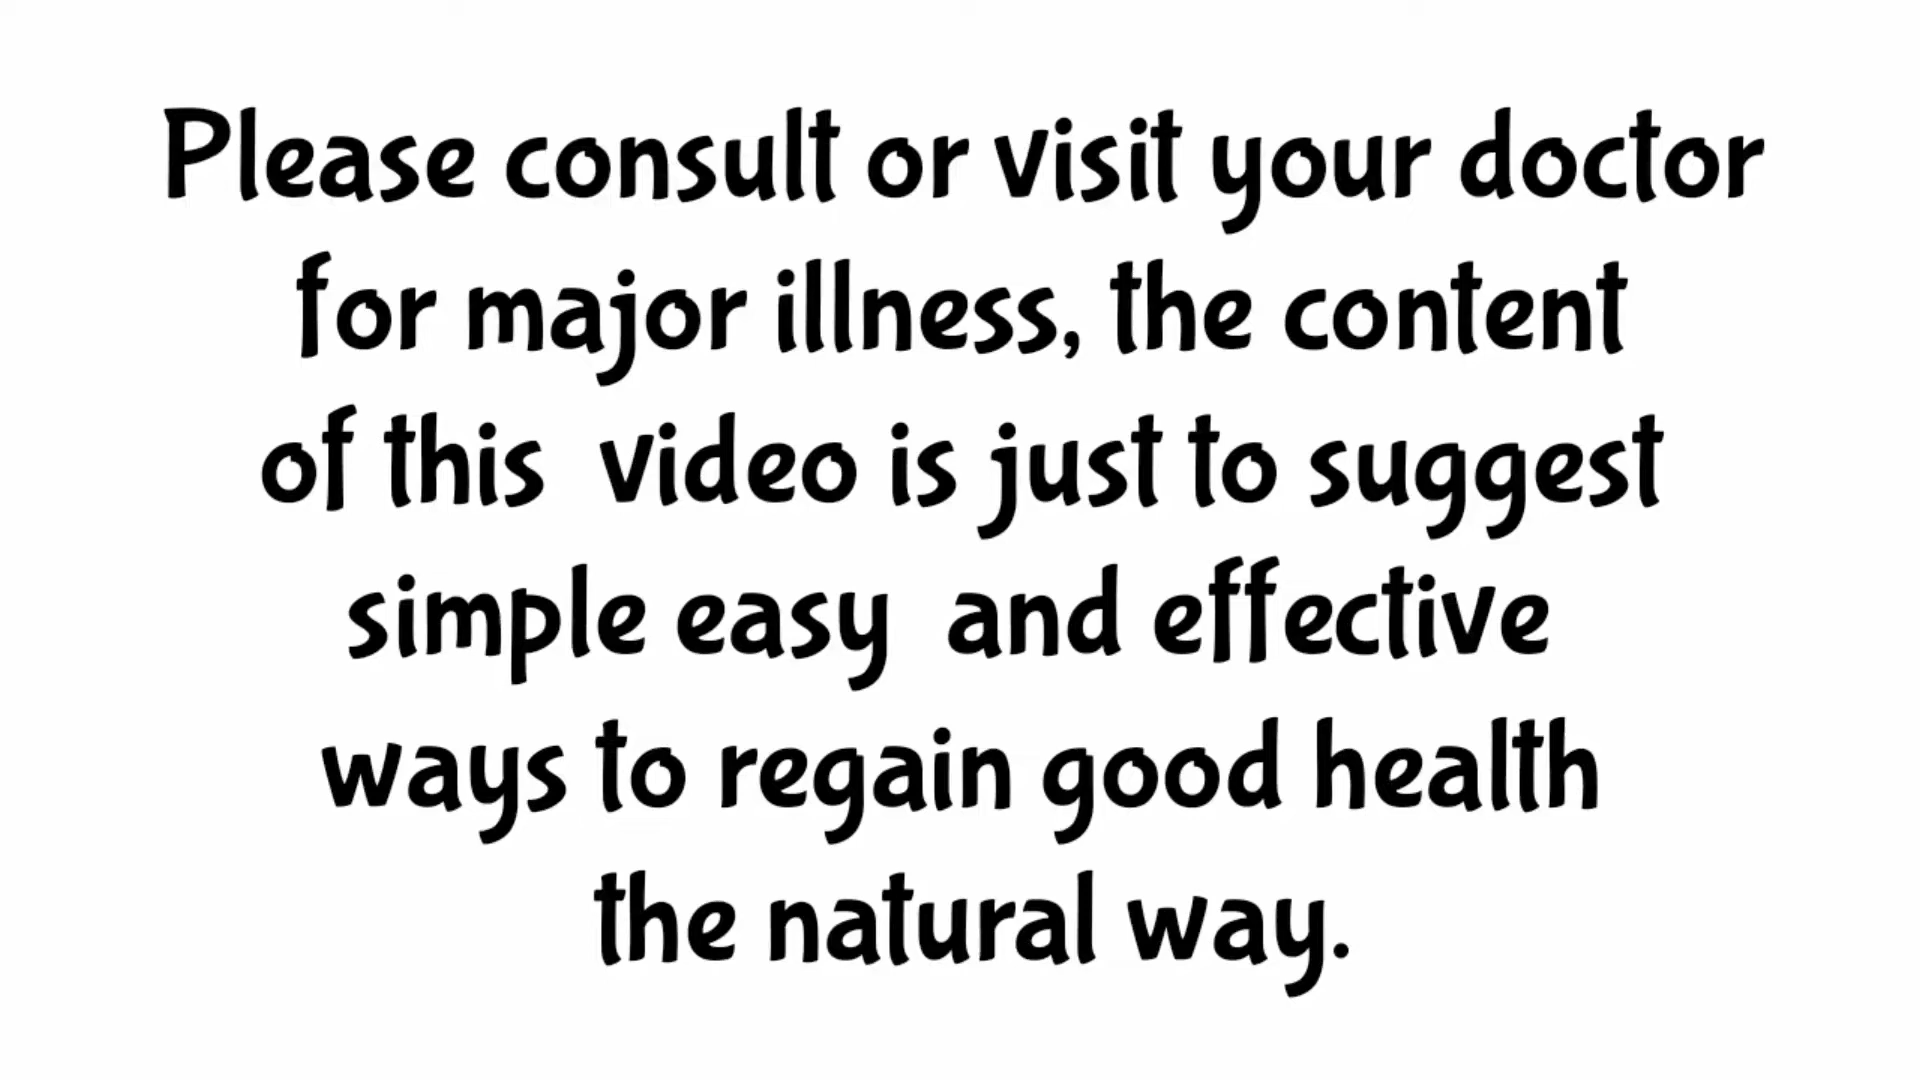 Please consult or visit your doctor
for major illness, the content
of this  video is just to suggest
simple easy  and effective
ways to regain good health
the natural way.